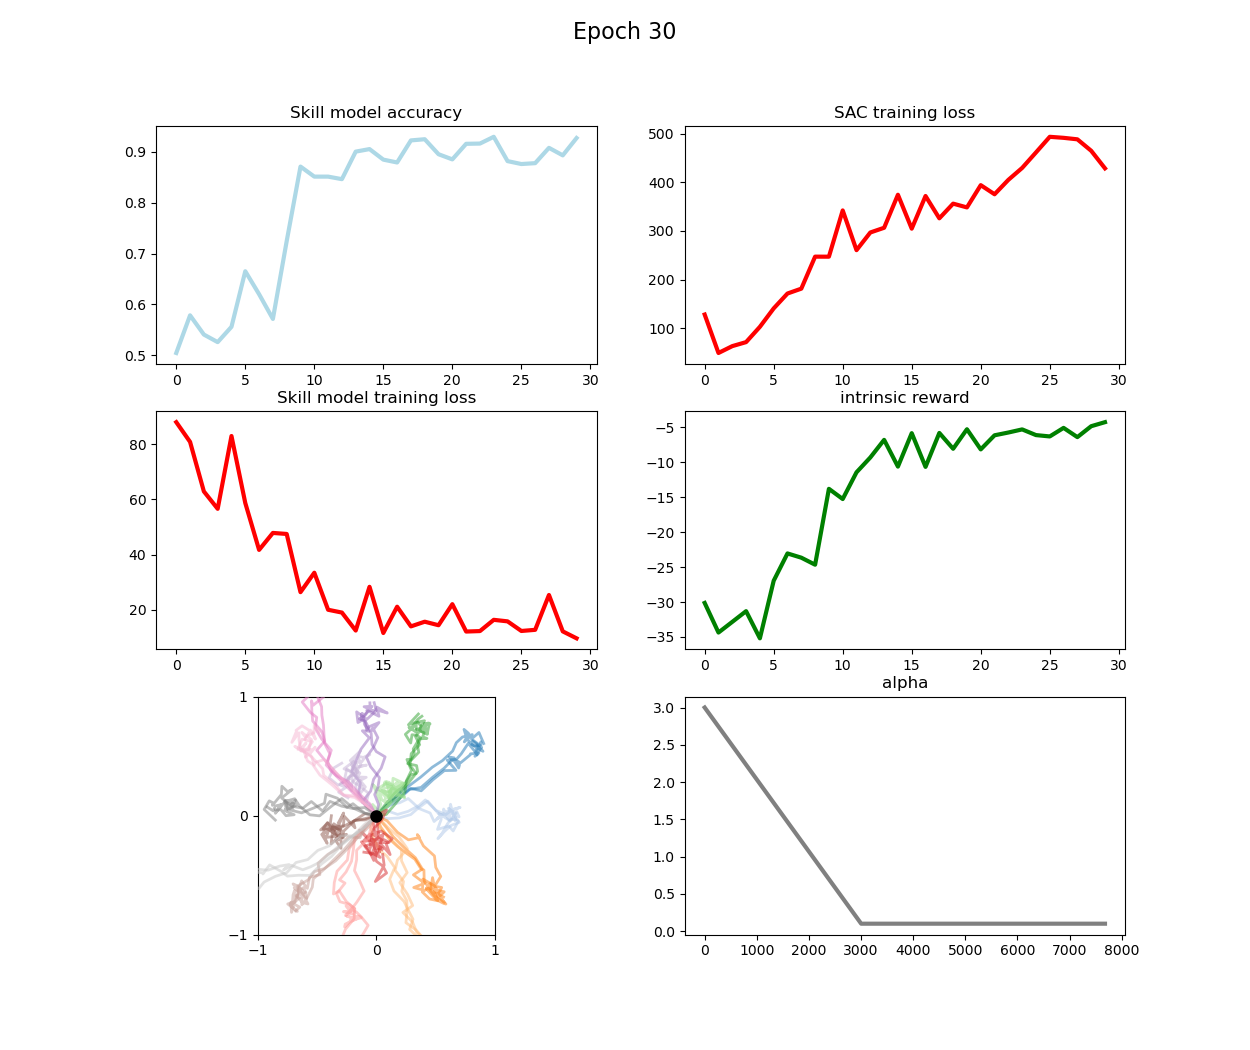 Epoch 30
Skill model accuracy
0.9
0.8
0.7
0.6
0.5
0 5 10 15 20 25 30
SAC training loss
500
400
300
200
100
0 5 10 15 20 25 30
Skill model training loss
80
60
40
20
0 5 10 15 20 25 30
intrinsic reward
−5
−10
−15
−20
−25
−30
−35
0 5 10 15 20 25 30
1
0
−1
−1 0 1
alpha
3.0
2.5
2.0
1.5
1.0
0.5
0.0
0 1000 2000 3000 4000 5000 6000 7000 8000